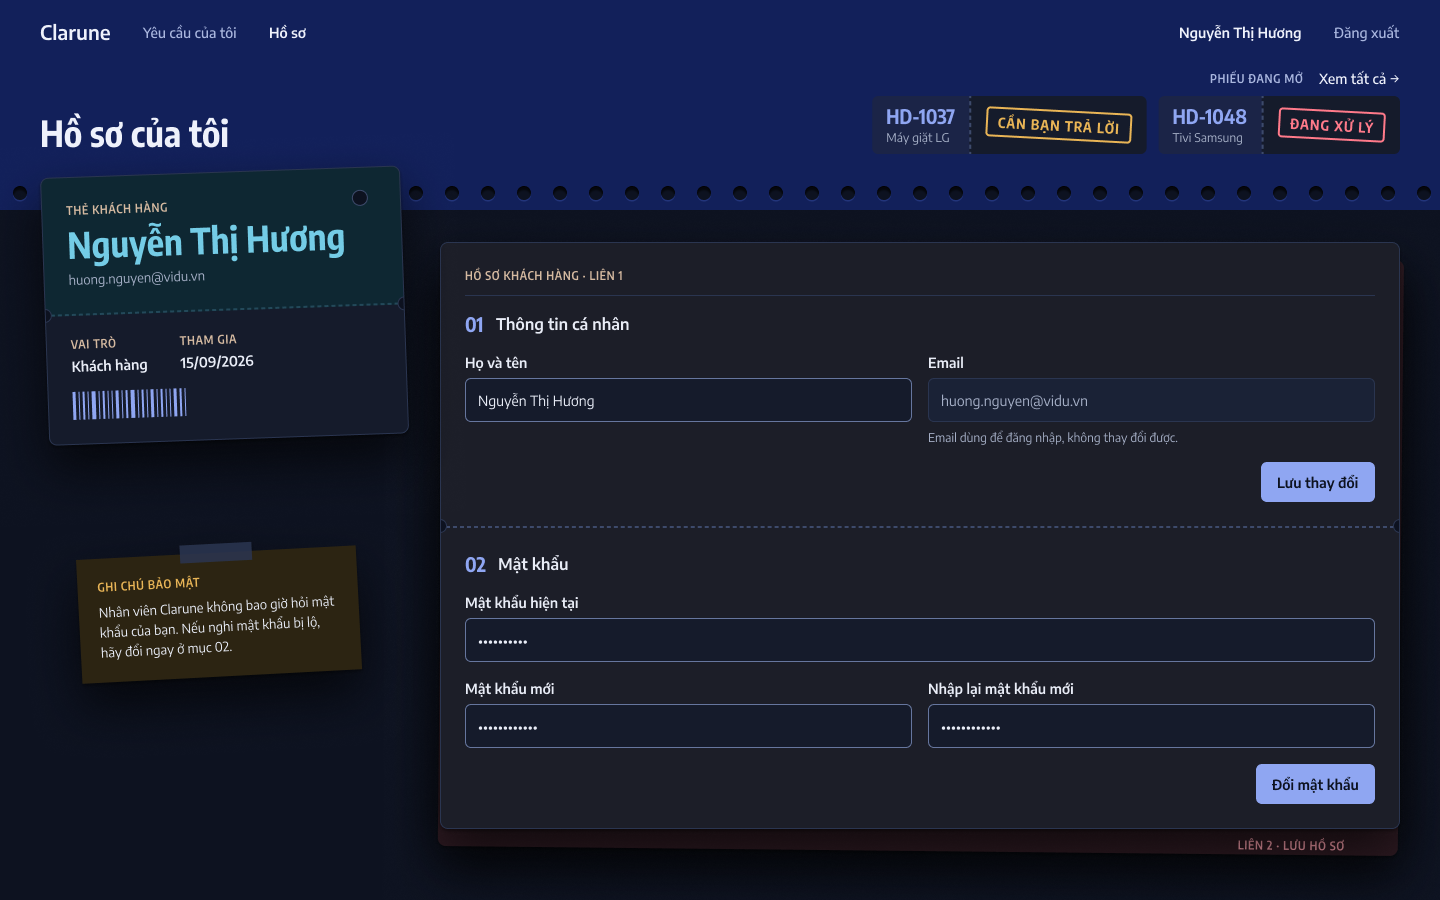 Clarune
Yêu cầu của tôi
Hồ sơ
Nguyễn Thị Hương
Đăng xuất
PHIẾU ĐANG MỞ
Xem tất cả →
Hồ sơ của tôi
HD-1037
Máy giặt LG
CẦN BẠN TRẢ LỜI
HD-1048
Tivi Samsung
ĐANG XỬ LÝ
THẺ KHÁCH HÀNG
Nguyễn Thị Hương
huong.nguyen@vidu.vn
VAI TRÒ
Khách hàng
THAM GIA
15/09/2026
GHI CHÚ BẢO MẬT
Nhân viên Clarune không bao giờ hỏi mật
khẩu của bạn. Nếu nghi mật khẩu bị lộ,
hãy đổi ngay ở mục 02.
HỒ SƠ KHÁCH HÀNG · LIÊN 1
01 Thông tin cá nhân
Họ và tên
Nguyễn Thị Hương
Email
huong.nguyen@vidu.vn
Email dùng để đăng nhập, không thay đổi được.
Lưu thay đổi
02 Mật khẩu
Mật khẩu hiện tại
••••••••••
Mật khẩu mới
••••••••••••
Nhập lại mật khẩu mới
••••••••••••
Đổi mật khẩu
LIÊN 2 · LƯU HỒ SƠ